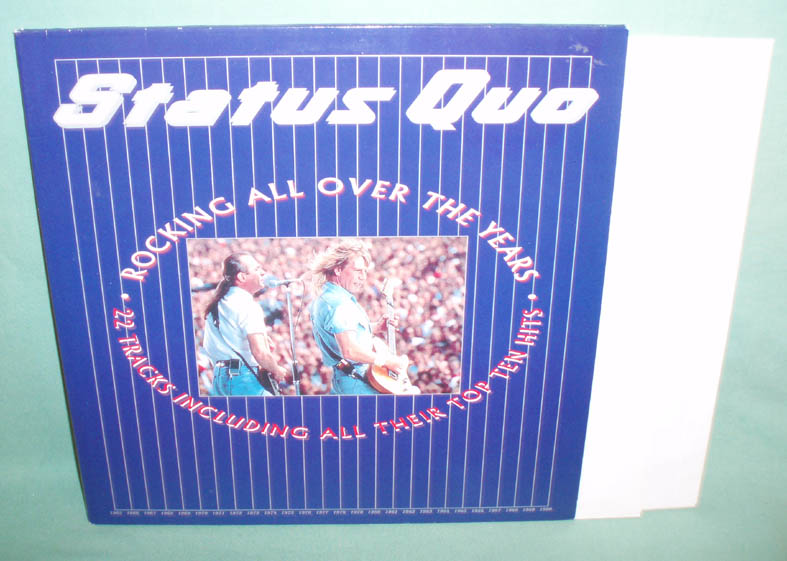 Status Quo
ROCKING ALL OVER THE YEARS
• 22 TRACKS INCLUDING ALL THEIR TOP TEN HITS •